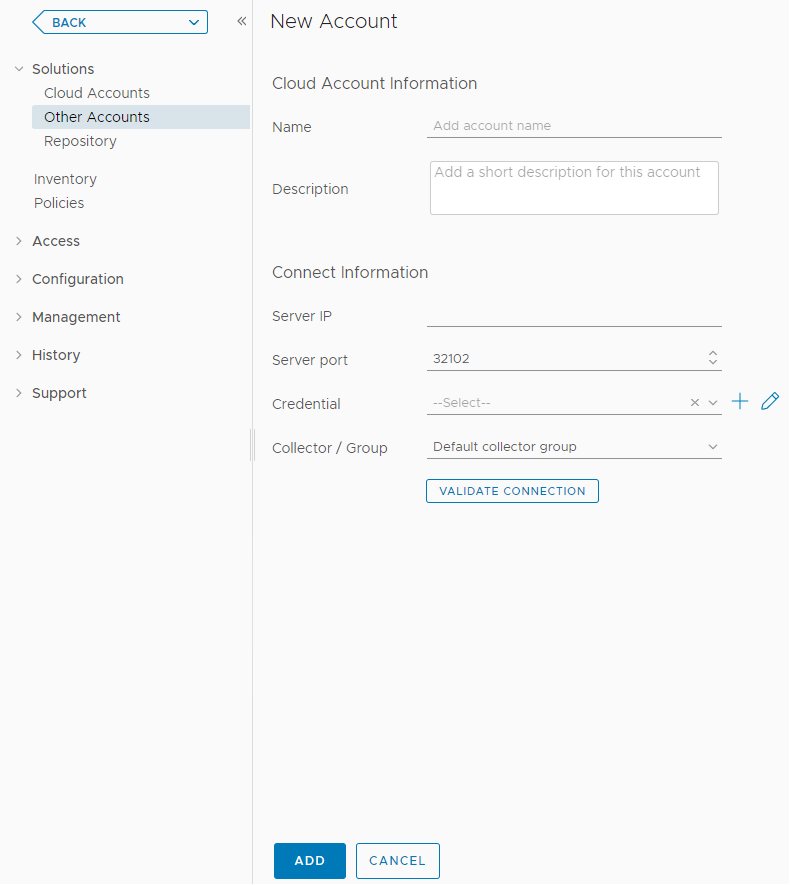 BACK
Solutions
Cloud Accounts
Other Accounts
Repository
Inventory
Policies
Access
Configuration
Management
History
Support
New Account
Cloud Account Information
Name Add account name
Description Add a short description for this account
Connect Information
Server IP
Server port 32102
Credential --Select--
Collector / Group Default collector group
VALIDATE CONNECTION
ADD CANCEL